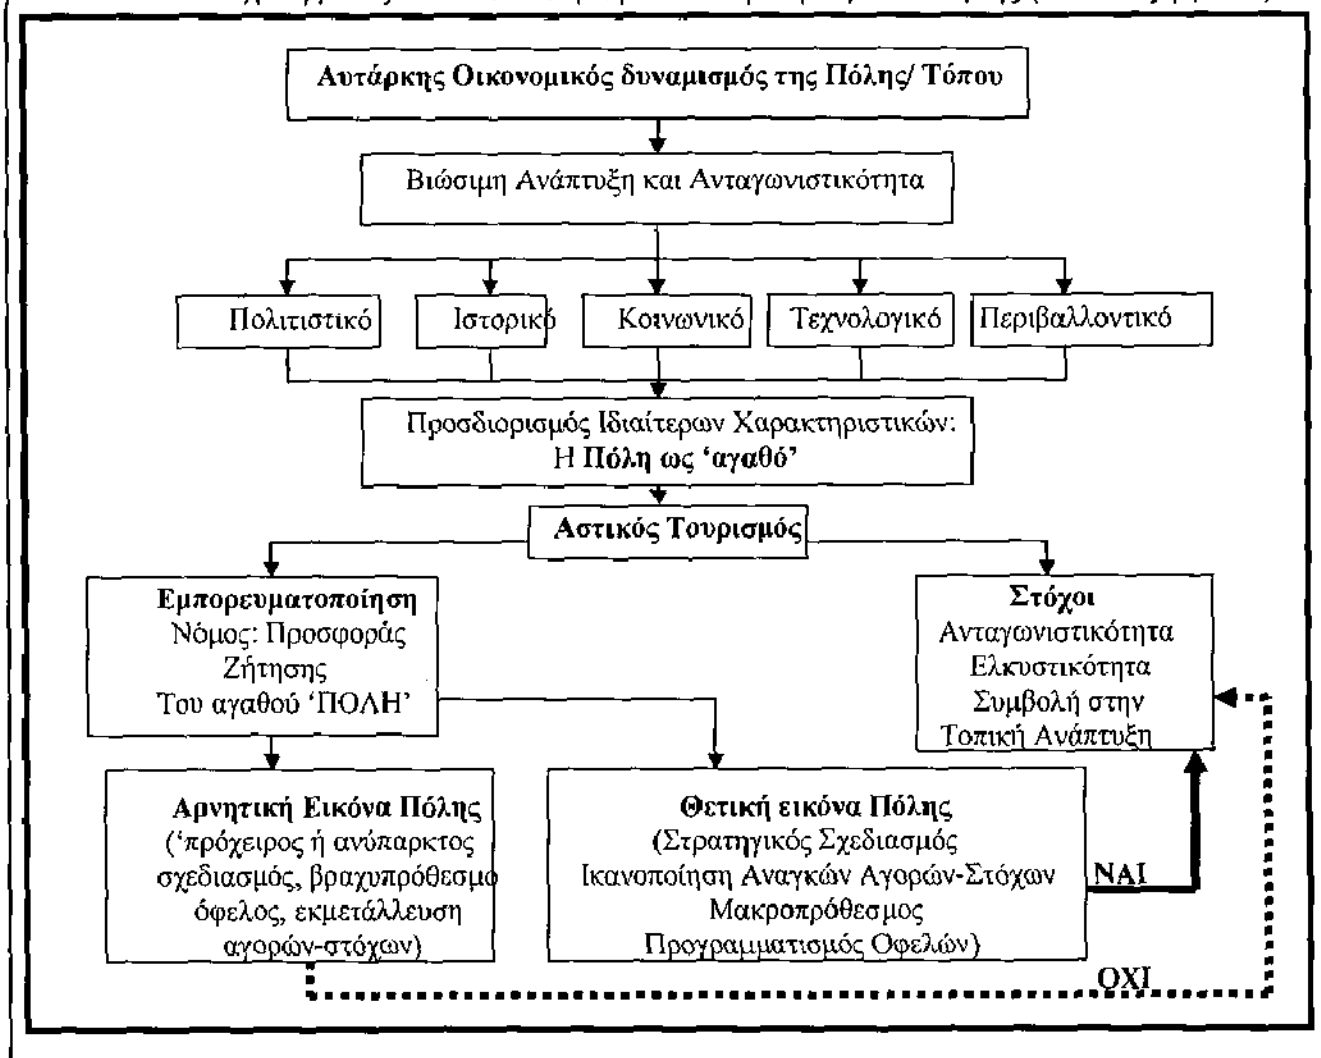 Αυτάρκης Οικονομικός δυναμισμός της Πόλης/ Τόπου
Βιώσιμη Ανάπτυξη και Ανταγωνιστικότητα
Πολιτιστικό
Ιστορικό
Κοινωνικό
Τεχνολογικό
Περιβαλλοντικό
Προσδιορισμός Ιδιαίτερων Χαρακτηριστικών:
Η Πόλη ως ‘αγαθό’
Αστικός Τουρισμός
Εμπορευματοποίηση
Νόμος: Προσφοράς
Ζήτησης
Του αγαθού ‘ΠΟΛΗ’
Στόχοι
Ανταγωνιστικότητα
Ελκυστικότητα
Συμβολή στην
Τοπική Ανάπτυξη
Αρνητική Εικόνα Πόλης
(‘πρόχειρος ή ανύπαρκτος
σχεδιασμός, βραχυπρόθεσμο
όφελος, εκμετάλλευση
αγορών-στόχων)
Θετική εικόνα Πόλης
(Στρατηγικός Σχεδιασμός
Ικανοποίηση Αναγκών Αγορών-Στόχων
Μακροπρόθεσμος
Προγραμματισμός Οφελών)
ΝΑΙ
ΟΧΙ